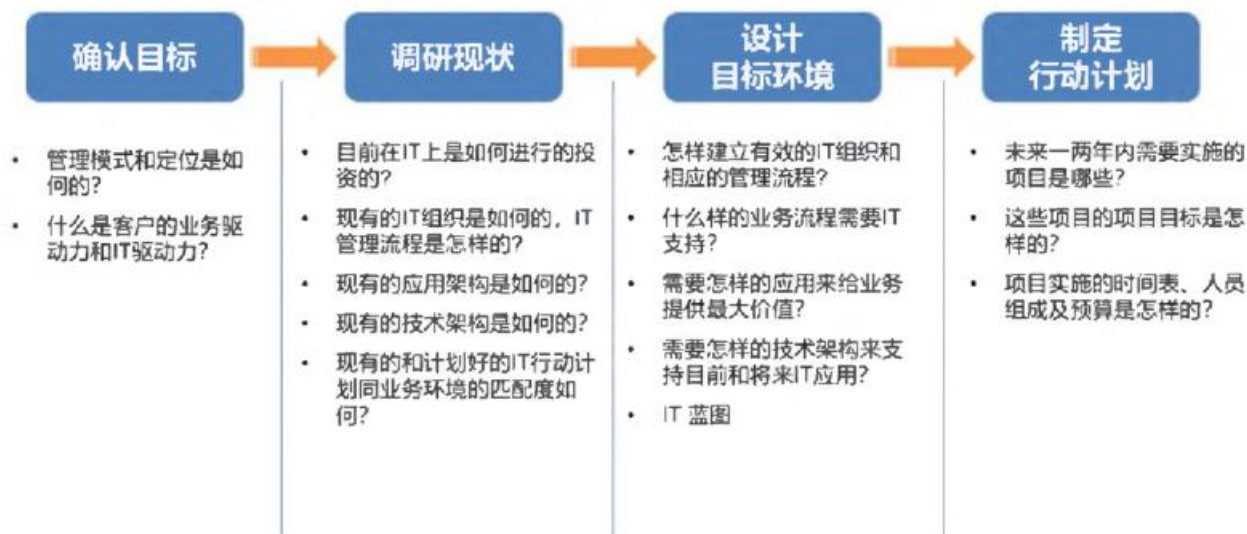 确认目标
调研现状
设计
目标环境
制定
行动计划
• 管理模式和定位是如
何的?
• 什么是客户的业务驱
动力和IT驱动力?
• 目前在IT上是如何进行的投
资的?
• 现有的IT组织是如何的，IT
管理流程是怎样的?
• 现有的应用架构是如何的?
• 现有的技术架构是如何的?
• 现有的和计划好的IT行动计
划同业务环境的匹配度如
何?
• 怎样建立有效的IT组织和
相应的管理流程?
• 什么样的业务流程需要IT
支持?
• 需要怎样的应用来给业务
提供最大价值?
• 需要怎样的技术架构来支
持目前和将来IT应用?
• IT 蓝图
• 未来一两年内需要实施的
项目是哪些?
• 这些项目的项目目标是怎
样的?
• 项目实施的时间表、人员
组成及预算是怎样的?